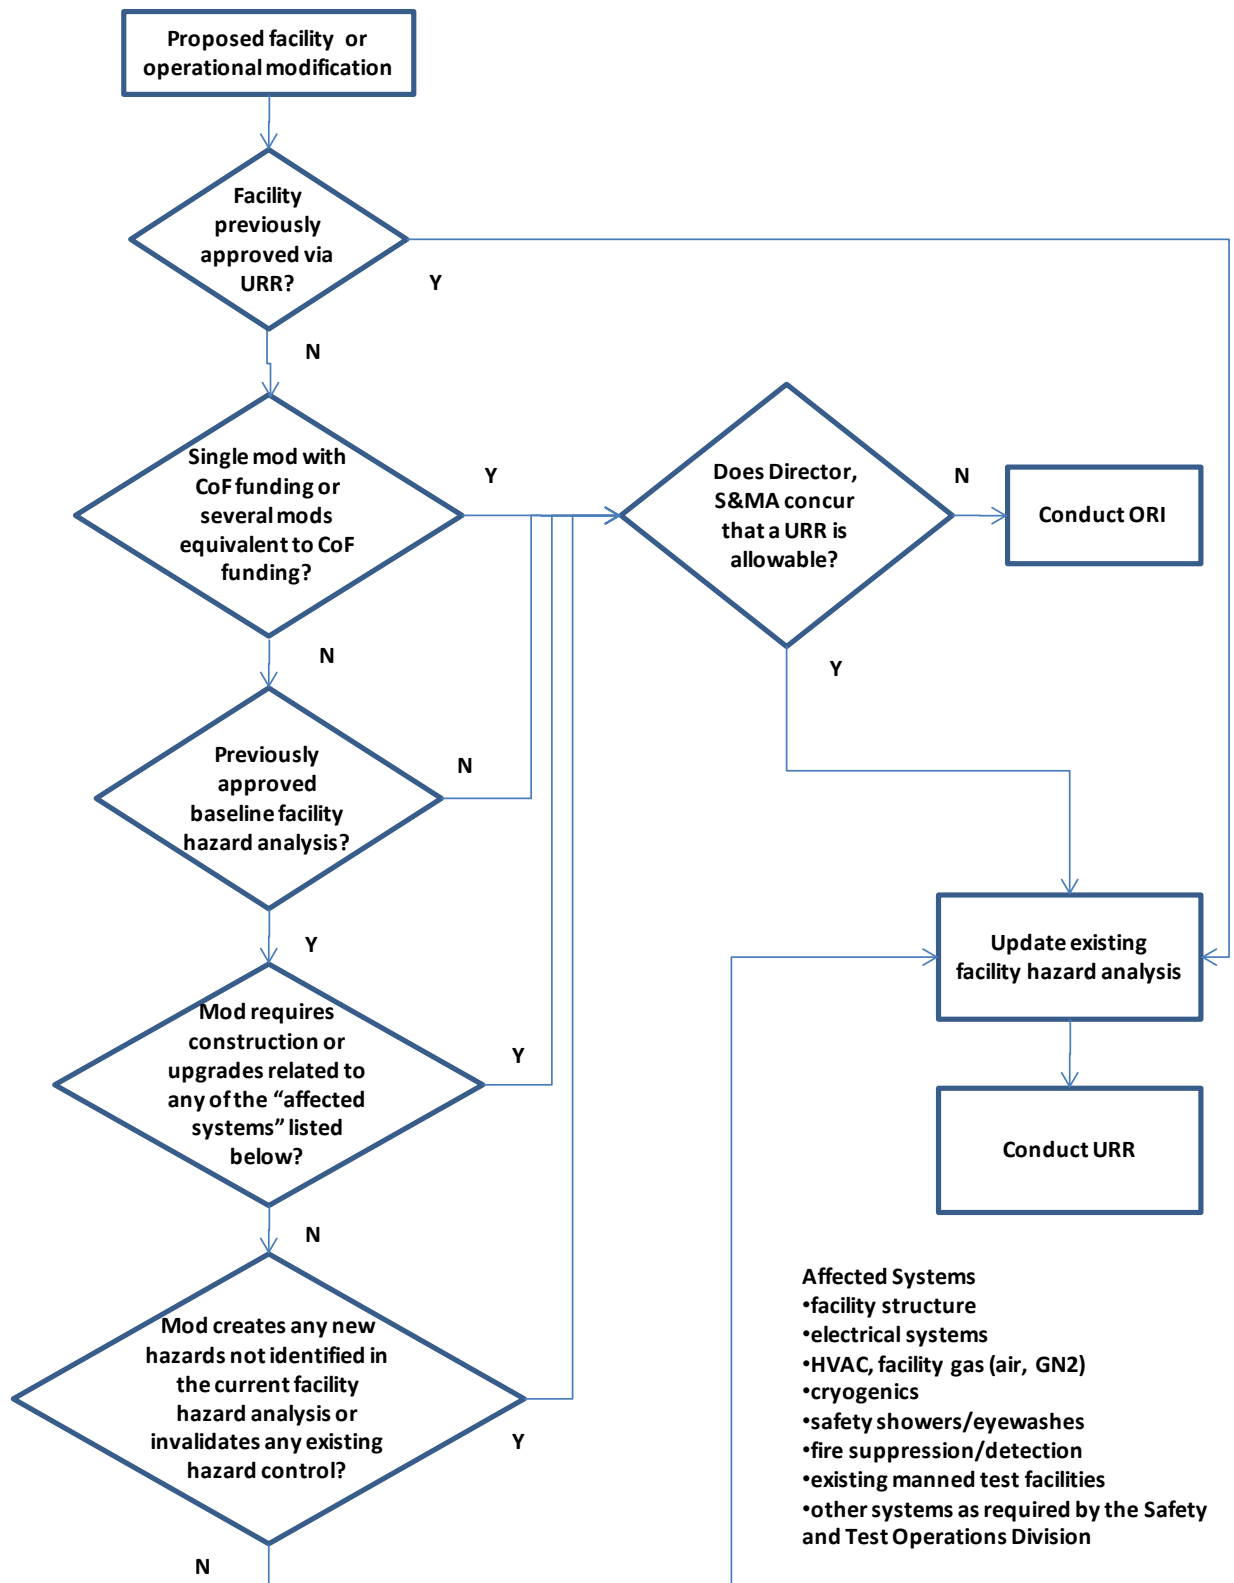 Proposed facility or
operational modification
Facility
previously
approved via
URR?
Y
N
Single mod with
CoF funding or
several mods
equivalent to CoF
funding?
Y
N
Does Director,
S&MA concur
that a URR is
allowable?
N
Y
Conduct ORI
Previously
approved
baseline facility
hazard analysis?
N
Y
Update existing
facility hazard analysis
Mod requires
construction or
upgrades related to
any of the “affected
systems” listed
below?
Y
N
Conduct URR
Mod creates any new
hazards not identified in
the current facility
hazard analysis or
invalidates any existing
hazard control?
Y
N
Affected Systems
•facility structure
•electrical systems
•HVAC, facility gas (air, GN2)
•cryogenics
•safety showers/eyewashes
•fire suppression/detection
•existing manned test facilities
•other systems as required by the Safety
and Test Operations Division